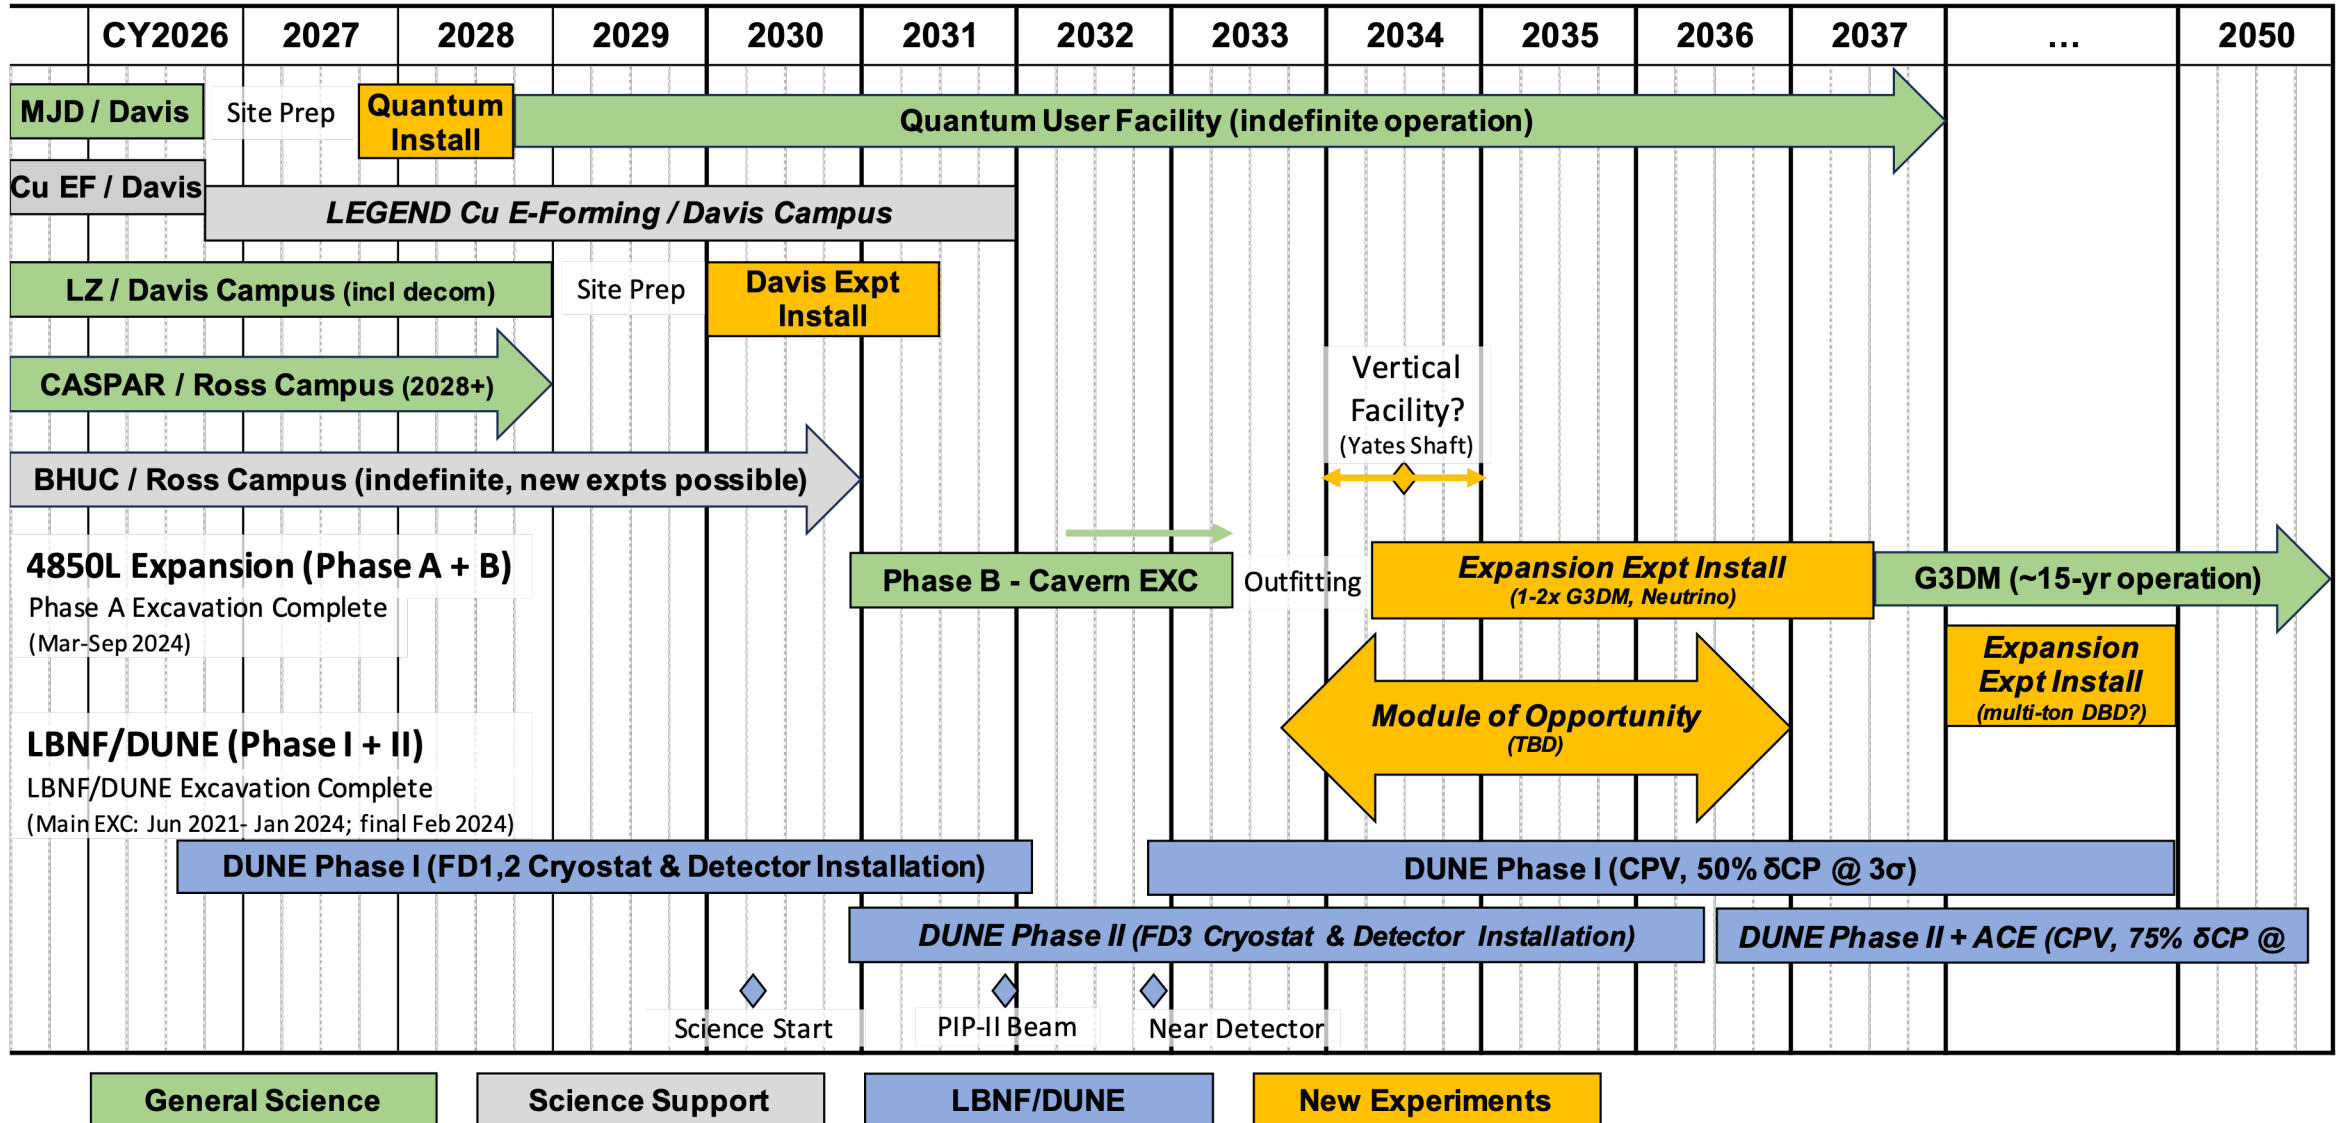 CY2026 2027 2028 2029 2030 2031 2032 2033 2034 2035 2036 2037 ... 2050
MJD / Davis
Site Prep
Quantum
Install
Quantum User Facility (indefinite operation)
Cu EF / Davis
LEGEND Cu E-Forming / Davis Campus
LZ / Davis Campus (incl decom)
Site Prep
Davis Expt
Install
CASPAR / Ross Campus (2028+)
Vertical
Facility?
(Yates Shaft)
BHUC / Ross Campus (indefinite, new expts possible)
4850L Expansion (Phase A + B)
Phase A Excavation Complete
(Mar-Sep 2024)
Phase B - Cavern EXC
Outfitting
Expansion Expt Install
(1-2x G3DM, Neutrino)
G3DM (~15-yr operation)
Expansion
Expt Install
(multi-ton DBD?)
Module of Opportunity
(TBD)
LBNF/DUNE (Phase I + II)
LBNF/DUNE Excavation Complete
(Main EXC: Jun 2021- Jan 2024; final Feb 2024)
DUNE Phase I (FD1,2 Cryostat & Detector Installation)
DUNE Phase I (CPV, 50% δCP @ 3σ)
DUNE Phase II (FD3 Cryostat & Detector Installation)
DUNE Phase II + ACE (CPV, 75% δCP @
Science Start
PIP-II Beam
Near Detector
General Science
Science Support
LBNF/DUNE
New Experiments